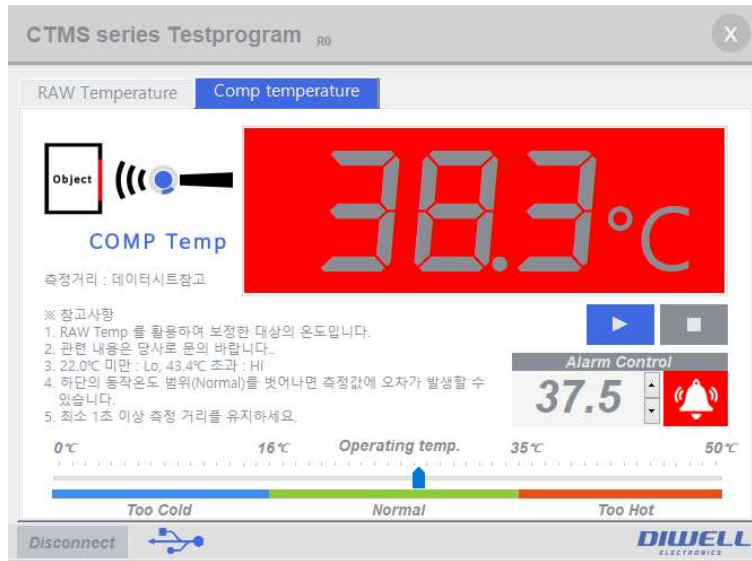 CTMS series Testprogram R0
X
RAW Temperature
Comp temperature
Object
COMP Temp
38.3°C
측정거리 : 데이터시트참고
※ 참고사항
1. RAW Temp 를 활용하여 보정한 대상의 온도입니다.
2. 관련 내용은 당사로 문의 바랍니다..
3. 22.0℃ 미만 : Lo, 43.4℃ 초과 : Hi
4. 하단의 동작온도 범위(Normal)를 벗어나면 측정값에 오차가 발생할 수
있습니다.
5. 최소 1초 이상 측정 거리를 유지하세요.
Alarm Control
37.5
0℃ 16℃ Operating temp. 35℃ 50℃
Too Cold Normal Too Hot
Disconnect
DIWELL
ELECTRONICS